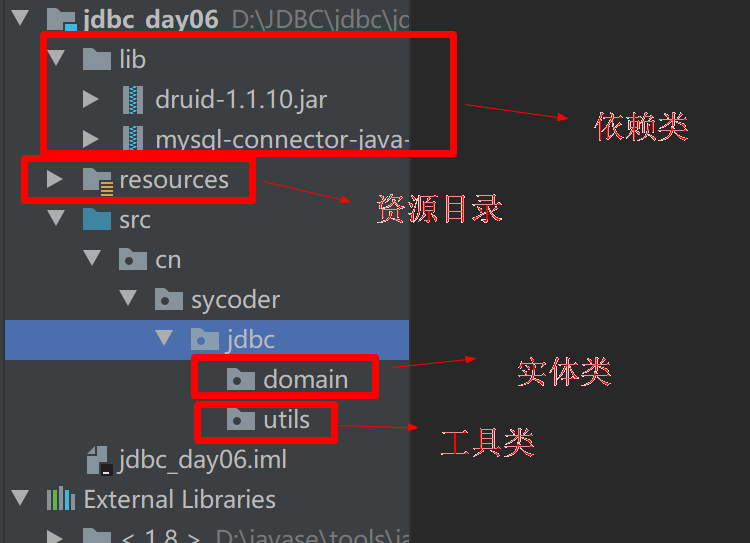 jdbc_day06 D:\JDBC\jdbc\jd
lib
druid-1.1.10.jar
mysql-connector-java-
依赖类
resources
资源目录
src
cn
sycoder
jdbc
domain
实体类
utils
工具类
jdbc_day06.iml
External Libraries
< 1.8 > D:\javase\tools\ja